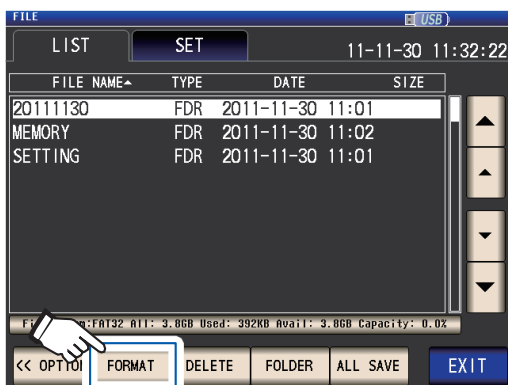 FILE USB
LIST SET 11-11-30 11:32:22
FILE NAME TYPE DATE SIZE
20111130 FDR 2011-11-30 11:01
MEMORY FDR 2011-11-30 11:02
SETTING FDR 2011-11-30 11:01
:FAT32 All: 3.8GB Used: 392KB Avail: 3.8GB Capacity: 0.0%
<< OPTION FORMAT DELETE FOLDER ALL SAVE EXIT